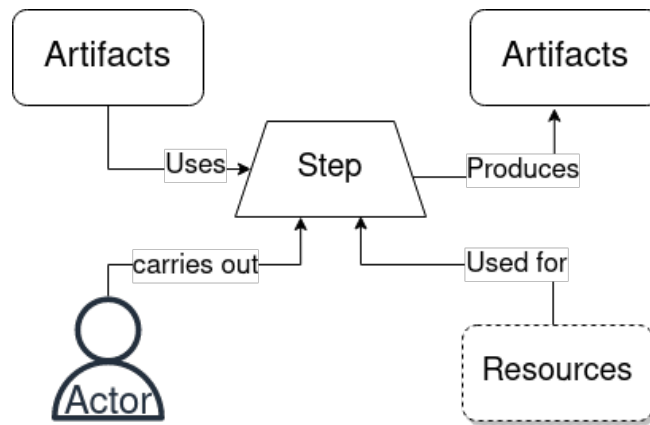 Artifacts
Artifacts
Uses
Step
Produces
carries out
Used for
Actor
Resources